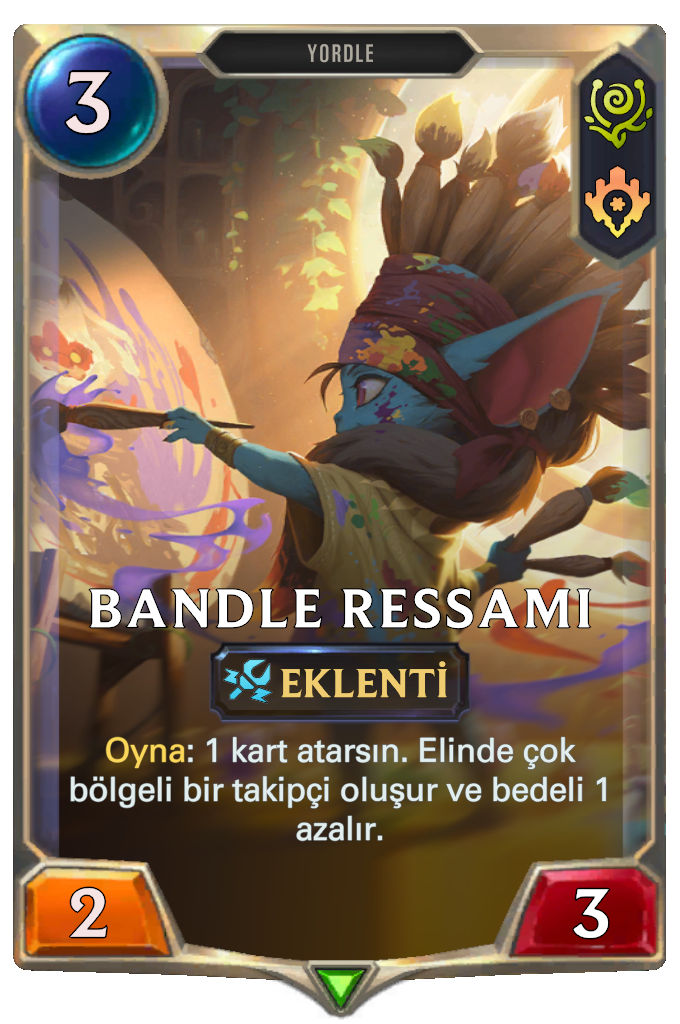 3
YORDLE
BANDLE RESSAMI
EKLENTİ
Oyna: 1 kart atarsın. Elinde çok
bölgeli bir takipçi oluşur ve bedeli 1
azalır.
2
3